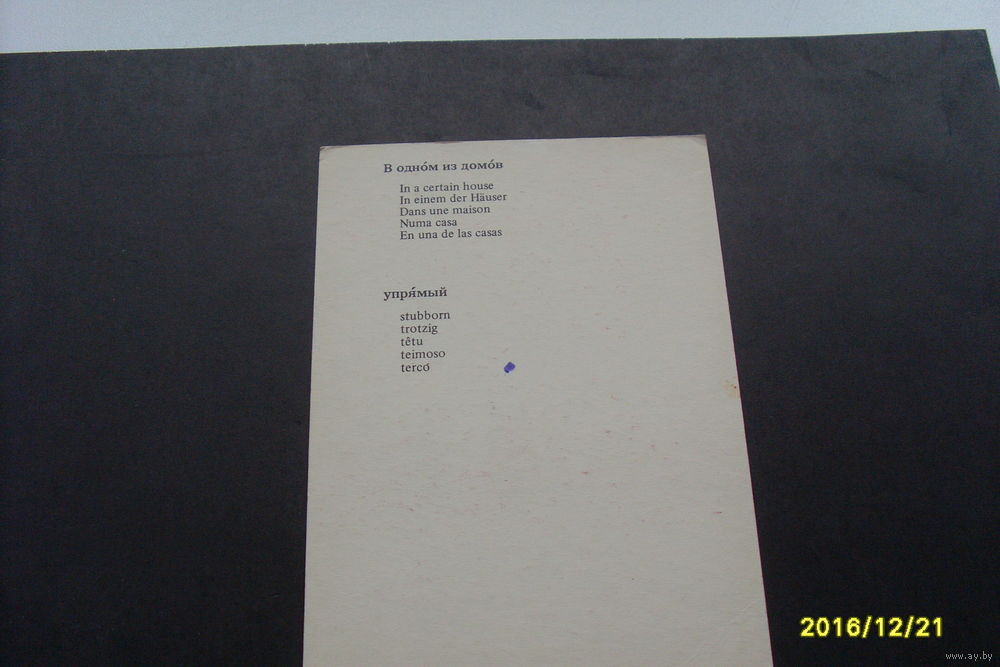 В одно́м из домо́в
In a certain house
In einem der Häuser
Dans une maison
Numa casa
En una de las casas
упря́мый
stubborn
trotzig
têtu
teimoso
tercó
2016/12/21
www.ay.by